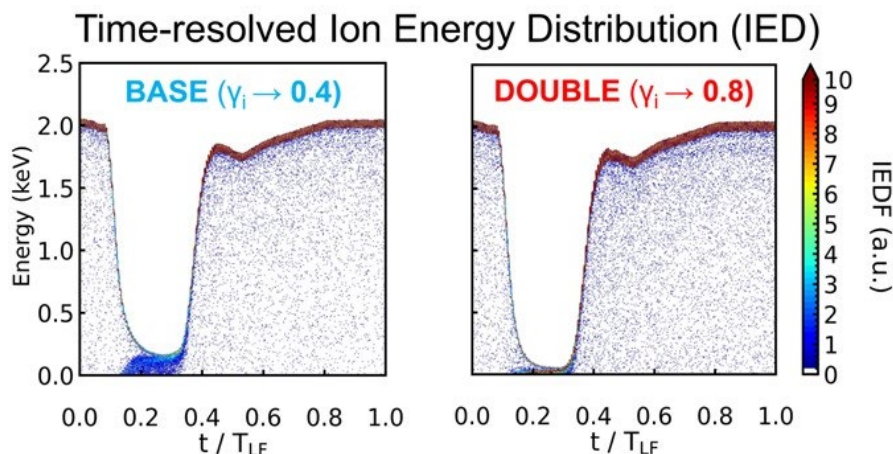 Time-resolved Ion Energy Distribution (IED)
BASE (γi → 0.4)
DOUBLE (γi → 0.8)
Energy (keV)
2.5
2.0
1.5
1.0
0.5
0.0
0.0 0.2 0.4 0.6 0.8 1.0
t / TLF
0.0 0.2 0.4 0.6 0.8 1.0
t / TLF
10
9
8
7
6
5
4
3
2
1
0
IEDF (a.u.)